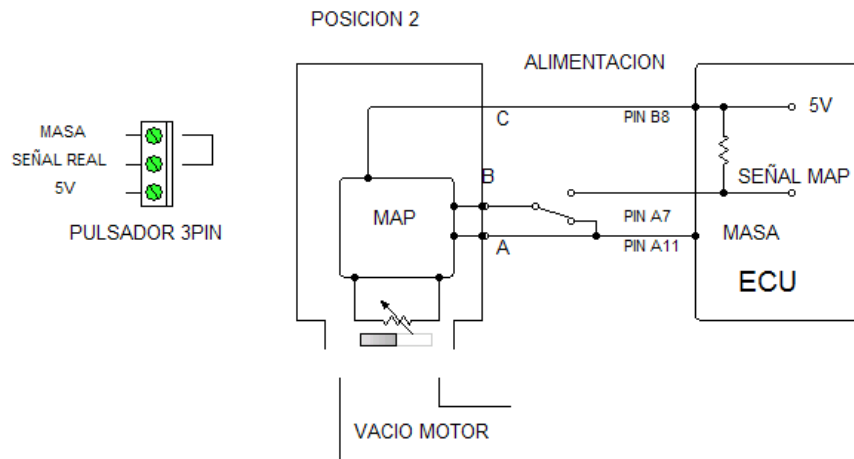 POSICION 2
ALIMENTACION
MASA
SEÑAL REAL
5V
PULSADOR 3PIN
C
PIN B8
5V
B
SEÑAL MAP
MAP
PIN A7
A
PIN A11
MASA
ECU
VACIO MOTOR